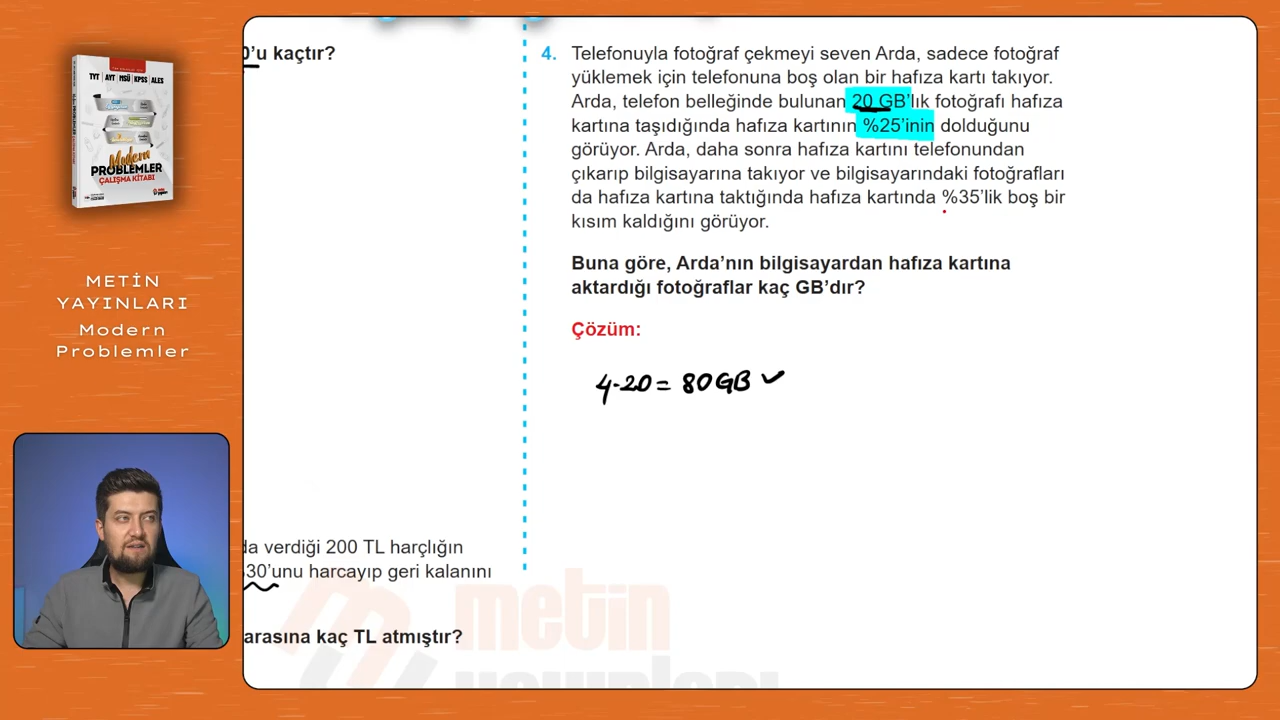 TYT | AYT | MSÜ | KPSS | ALES
Modern
PROBLEMLER
ÇALIŞMA KİTABI
METİN
YAYINLARI
Modern
Problemler
0'u kaçtır?
da verdiği 200 TL harçlığın
30'unu harcayıp geri kalanını
arasına kaç TL atmıştır?
4. Telefonuyla fotoğraf çekmeyi seven Arda, sadece fotoğraf
yüklemek için telefonuna boş olan bir hafıza kartı takıyor.
Arda, telefon belleğinde bulunan 20 GB'lık fotoğrafı hafıza
kartına taşıdığında hafıza kartının %25'inin dolduğunu
görüyor. Arda, daha sonra hafıza kartını telefonundan
çıkarıp bilgisayarına takıyor ve bilgisayarındaki fotoğrafları
da hafıza kartına taktığında hafıza kartında %35'lik boş bir
kısım kaldığını görüyor.
Buna göre, Arda'nın bilgisayardan hafıza kartına
aktardığı fotoğraflar kaç GB'dır?
Çözüm:
4·20 = 80 GB ✓
metin
yayınları